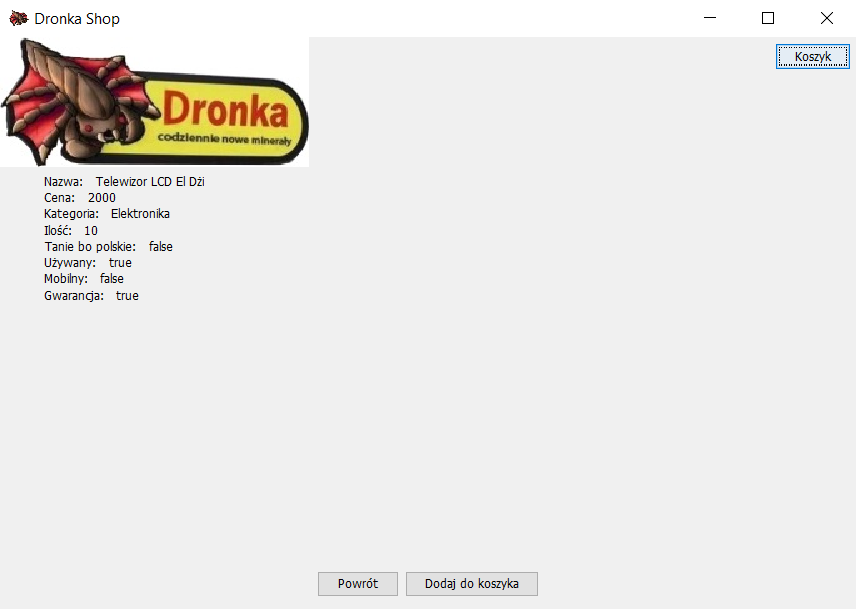 Dronka Shop
Koszyk
Dronka
codziennie nowe minerały
Nazwa: Telewizor LCD El Dżi
Cena: 2000
Kategoria: Elektronika
Ilość: 10
Tanie bo polskie: false
Używany: true
Mobilny: false
Gwarancja: true
Powrót
Dodaj do koszyka